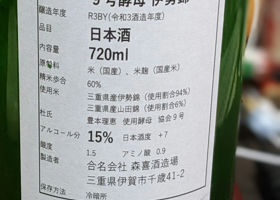 9号酵母 伊勢錦
醸造年度 R3BY(令和3酒造年度)
品目 日本酒
内容量 720ml
原料 米(国産)、米麹(国産米)
精米歩合 60%
使用米 三重県産伊勢錦(使用割合94%)
三重県産山田錦(使用割合6%)
杜氏 豊本理恵 使用酵母 協会9号
アルコール分 15% 日本酒度 +7
酸度 1.5 アミノ酸 0.9
製造者 合名会社 森喜酒造場
三重県伊賀市千歳41-2
保存方法 冷暗所